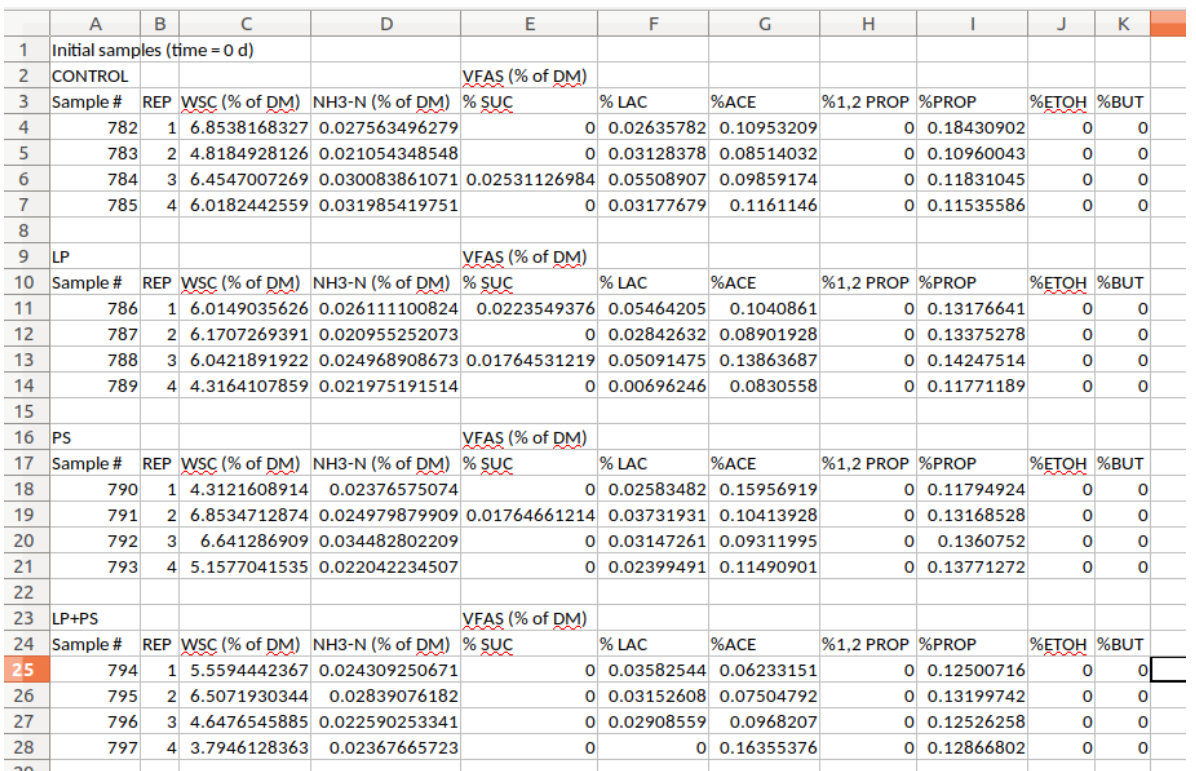 A B C D E F G H I J K
1 Initial samples (time = 0 d)
2 CONTROL VFAS (% of DM)
3 Sample # REP WSC (% of DM) NH3-N (% of DM) % SUC % LAC %ACE %1,2 PROP %PROP %ETOH %BUT
4 782 1 6.8538168327 0.027563496279 0 0.02635782 0.10953209 0 0.18430902 0 0
5 783 2 4.8184928126 0.021054348548 0 0.03128378 0.08514032 0 0.10960043 0 0
6 784 3 6.4547007269 0.030083861071 0.02531126984 0.05508907 0.09859174 0 0.11831045 0 0
7 785 4 6.0182442559 0.031985419751 0 0.03177679 0.1161146 0 0.11535586 0 0
8
9 LP VFAS (% of DM)
10 Sample # REP WSC (% of DM) NH3-N (% of DM) % SUC % LAC %ACE %1,2 PROP %PROP %ETOH %BUT
11 786 1 6.0149035626 0.026111100824 0.0223549376 0.05464205 0.1040861 0 0.13176641 0 0
12 787 2 6.1707269391 0.020955252073 0 0.02842632 0.08901928 0 0.13375278 0 0
13 788 3 6.0421891922 0.024968908673 0.01764531219 0.05091475 0.13863687 0 0.14247514 0 0
14 789 4 4.3164107859 0.021975191514 0 0.00696246 0.0830558 0 0.11771189 0 0
15
16 PS VFAS (% of DM)
17 Sample # REP WSC (% of DM) NH3-N (% of DM) % SUC % LAC %ACE %1,2 PROP %PROP %ETOH %BUT
18 790 1 4.3121608914 0.02376575074 0 0.02583482 0.15956919 0 0.11794924 0 0
19 791 2 6.8534712874 0.024979879909 0.01764661214 0.03731931 0.10413928 0 0.13168528 0 0
20 792 3 6.641286909 0.034482802209 0 0.03147261 0.09311995 0 0.1360752 0 0
21 793 4 5.1577041535 0.022042234507 0 0.02399491 0.11490901 0 0.13771272 0 0
22
23 LP+PS VFAS (% of DM)
24 Sample # REP WSC (% of DM) NH3-N (% of DM) % SUC % LAC %ACE %1,2 PROP %PROP %ETOH %BUT
25 794 1 5.5594442367 0.024309250671 0 0.03582544 0.06233151 0 0.12500716 0 0
26 795 2 6.5071930344 0.02839076182 0 0.03152608 0.07504792 0 0.13199742 0 0
27 796 3 4.6476545885 0.022590253341 0 0.02908559 0.0968207 0 0.12526258 0 0
28 797 4 3.7946128363 0.02367665723 0 0 0.16355376 0 0.12866802 0 0